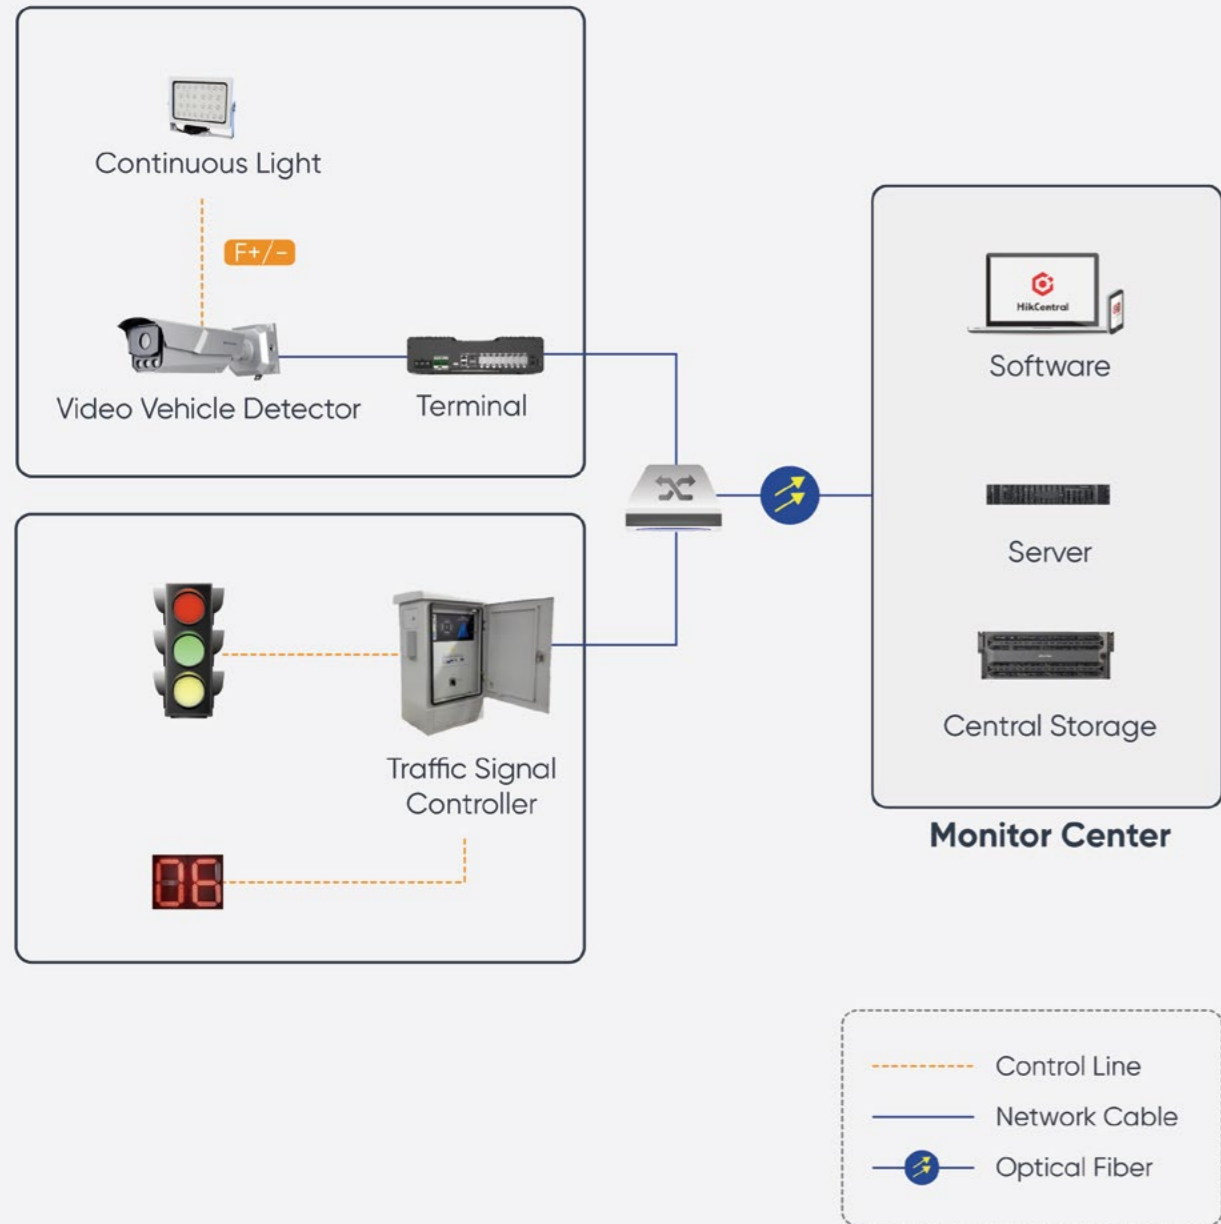 Continuous Light
F+/-
Video Vehicle Detector
Terminal
HikCentral
Software
Server
Central Storage
Monitor Center
Traffic Signal
Controller
06
Control Line
Network Cable
Optical Fiber